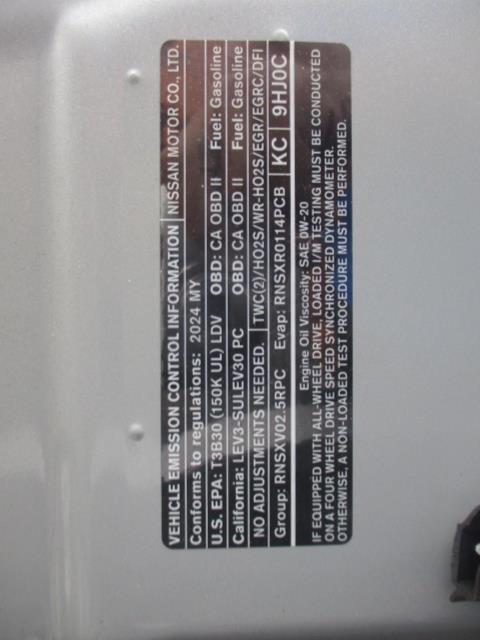 VEHICLE EMISSION CONTROL INFORMATION NISSAN MOTOR CO., LTD.
Conforms to regulations: 2024 MY
U.S. EPA: T3B30 (150K UL) LDV OBD: CA OBD II Fuel: Gasoline
California: LEV3-SULEV30 PC OBD: CA OBD II Fuel: Gasoline
NO ADJUSTMENTS NEEDED. TWC(2)/HO2S/WR-HO2S/EGR/EGRC/DFI
Group: RNSXV02.5RPC Evap: RNSXR0114PCB KC 9HJ0C
Engine Oil Viscosity: SAE 0W-20
IF EQUIPPED WITH ALL-WHEEL DRIVE, LOADED I/M TESTING MUST BE CONDUCTED
ON A FOUR WHEEL DRIVE SPEED SYNCHRONIZED DYNAMOMETER.
OTHERWISE, A NON-LOADED TEST PROCEDURE MUST BE PERFORMED.